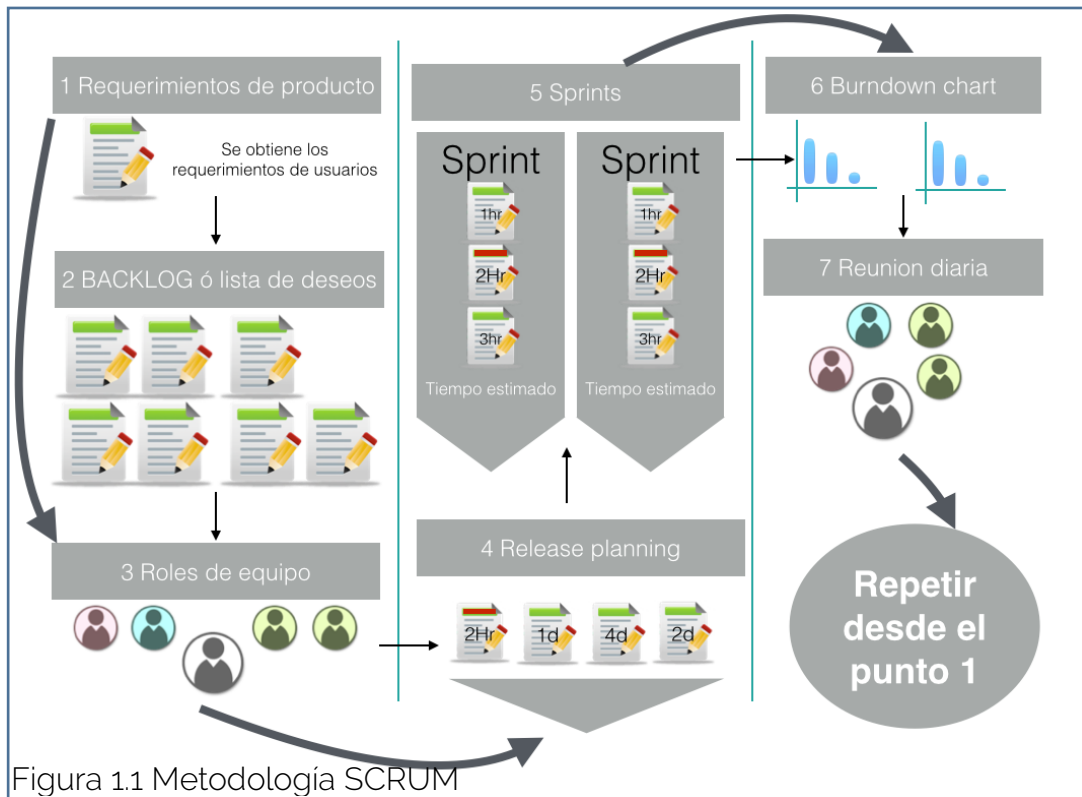 1 Requerimientos de producto
Se obtiene los
requerimientos de usuarios
2 BACKLOG ó lista de deseos
3 Roles de equipo
4 Release planning
2Hr
1d
4d
2d
5 Sprints
Sprint
1hr
2Hr
3hr
Tiempo estimado
Sprint
1hr
2Hr
3hr
Tiempo estimado
6 Burndown chart
7 Reunion diaria
Repetir
desde el
punto 1
Figura 1.1 Metodología SCRUM